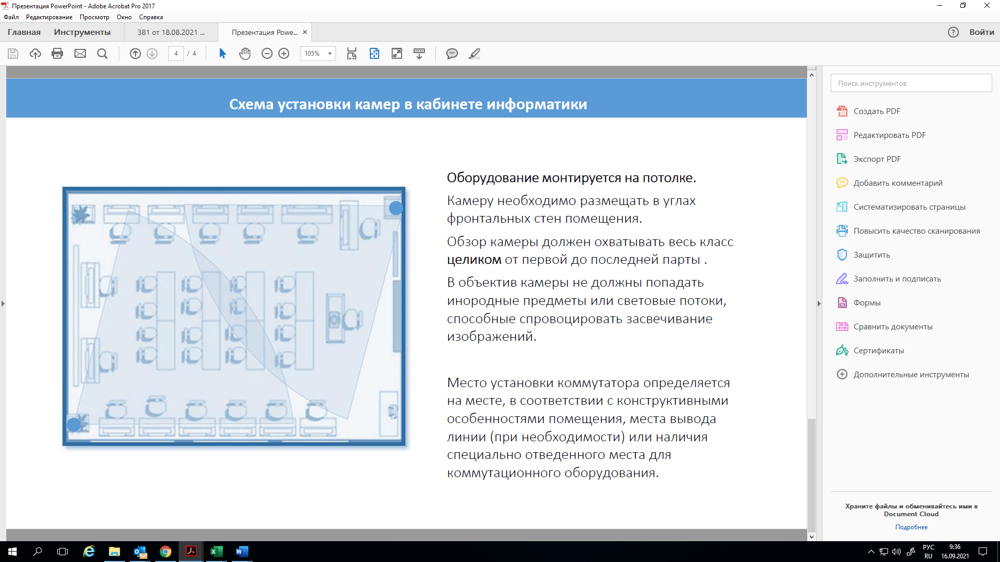 Презентация PowerPoint - Adobe Acrobat Pro 2017
Файл Редактирование Просмотр Окно Справка
Главная Инструменты 381 от 18.08.2021 ... Презентация Powe... Войти
4 / 4 105%
Схема установки камер в кабинете информатики
Оборудование монтируется на потолке.
Камеру необходимо размещать в углах
фронтальных стен помещения.
Обзор камеры должен охватывать весь класс
целиком от первой до последней парты .
В объектив камеры не должны попадать
инородные предметы или световые потоки,
способные спровоцировать засвечивание
изображений.
Место установки коммутатора определяется
на месте, в соответствии с конструктивными
особенностями помещения, места вывода
линии (при необходимости) или наличия
специально отведенного места для
коммутационного оборудования.
Поиск инструментов
Создать PDF
Редактировать PDF
Экспорт PDF
Добавить комментарий
Систематизировать страницы
Повысить качество сканирования
Защитить
Заполнить и подписать
Формы
Сравнить документы
Сертификаты
Дополнительные инструменты
Храните файлы и обменивайтесь ими в
Document Cloud
Подробнее
РУС
RU
9:36
16.09.2021